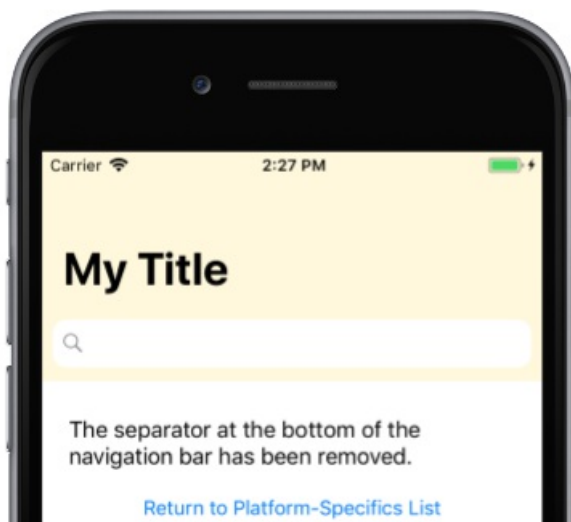 Carrier 2:27 PM
My Title
The separator at the bottom of the
navigation bar has been removed.
Return to Platform-Specifics List